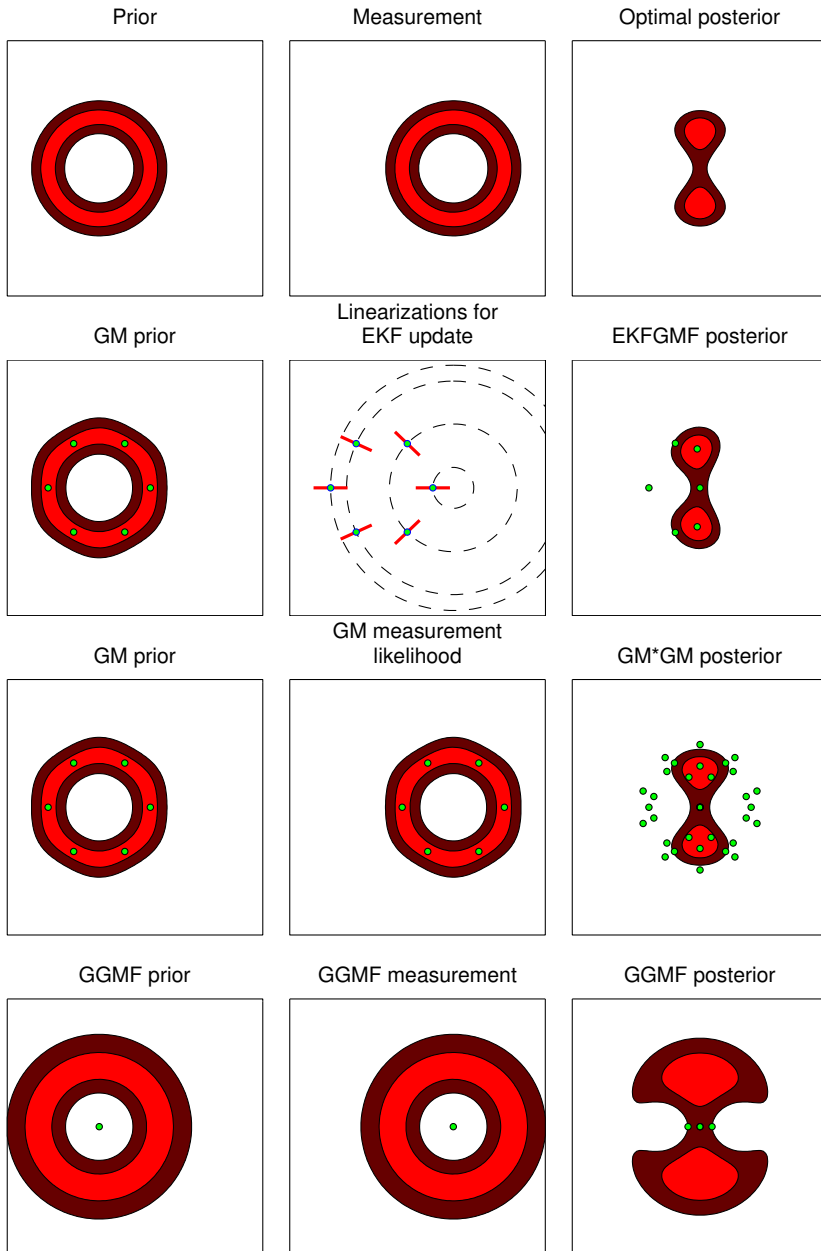 Prior
Measurement
Optimal posterior
GM prior
Linearizations for
EKF update
EKFGMF posterior
GM prior
GM measurement
likelihood
GM*GM posterior
GGMF prior
GGMF measurement
GGMF posterior